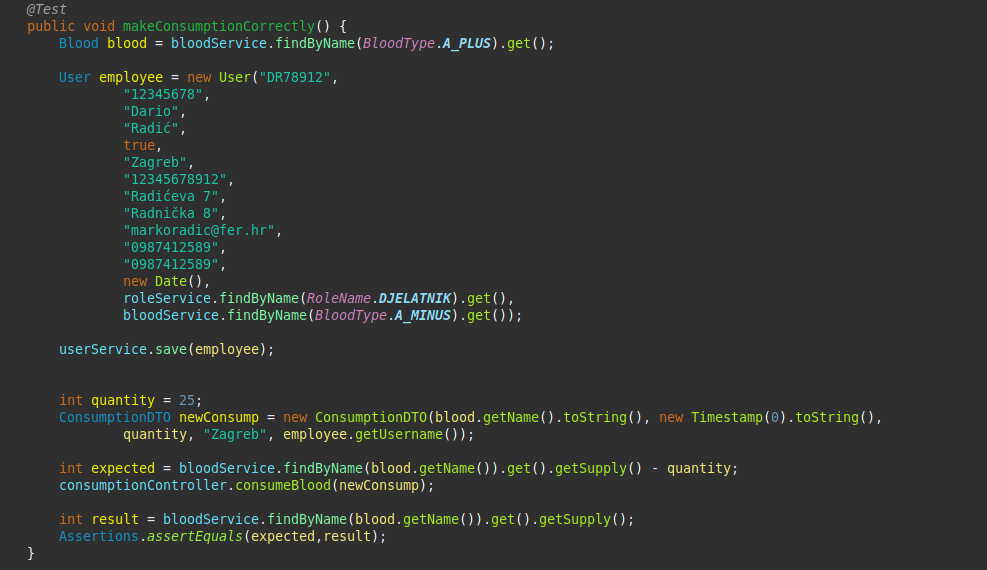 @Test
public void makeConsumptionCorrectly() {
    Blood blood = bloodService.findByName(BloodType.A_PLUS).get();

    User employee = new User("DR78912",
            "12345678",
            "Dario",
            "Radić",
            true,
            "Zagreb",
            "12345678912",
            "Radićeva 7",
            "Radnička 8",
            "markoradic@fer.hr",
            "0987412589",
            "0987412589",
            new Date(),
            roleService.findByName(RoleName.DJELATNIK).get(),
            bloodService.findByName(BloodType.A_MINUS).get());

    userService.save(employee);


    int quantity = 25;
    ConsumptionDTO newConsump = new ConsumptionDTO(blood.getName().toString(), new Timestamp(0).toString(),
            quantity, "Zagreb", employee.getUsername());

    int expected = bloodService.findByName(blood.getName()).get().getSupply() - quantity;
    consumptionController.consumeBlood(newConsump);

    int result = bloodService.findByName(blood.getName()).get().getSupply();
    Assertions.assertEquals(expected,result);
}